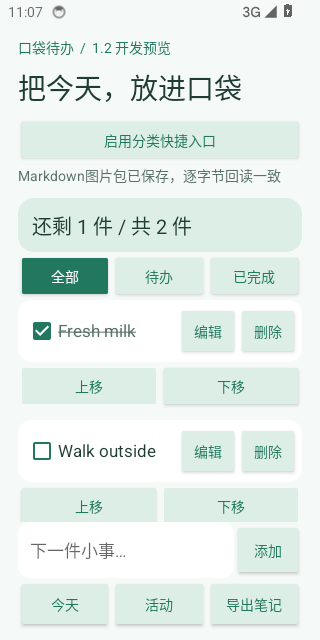 11:07 3G
口袋待办 / 1.2 开发预览
把今天，放进口袋
启用分类快捷入口
Markdown图片包已保存，逐字节回读一致
还剩 1 件 / 共 2 件
全部 待办 已完成
Fresh milk 编辑 删除
上移 下移
Walk outside 编辑 删除
上移 下移
下一件小事… 添加
今天 活动 导出笔记